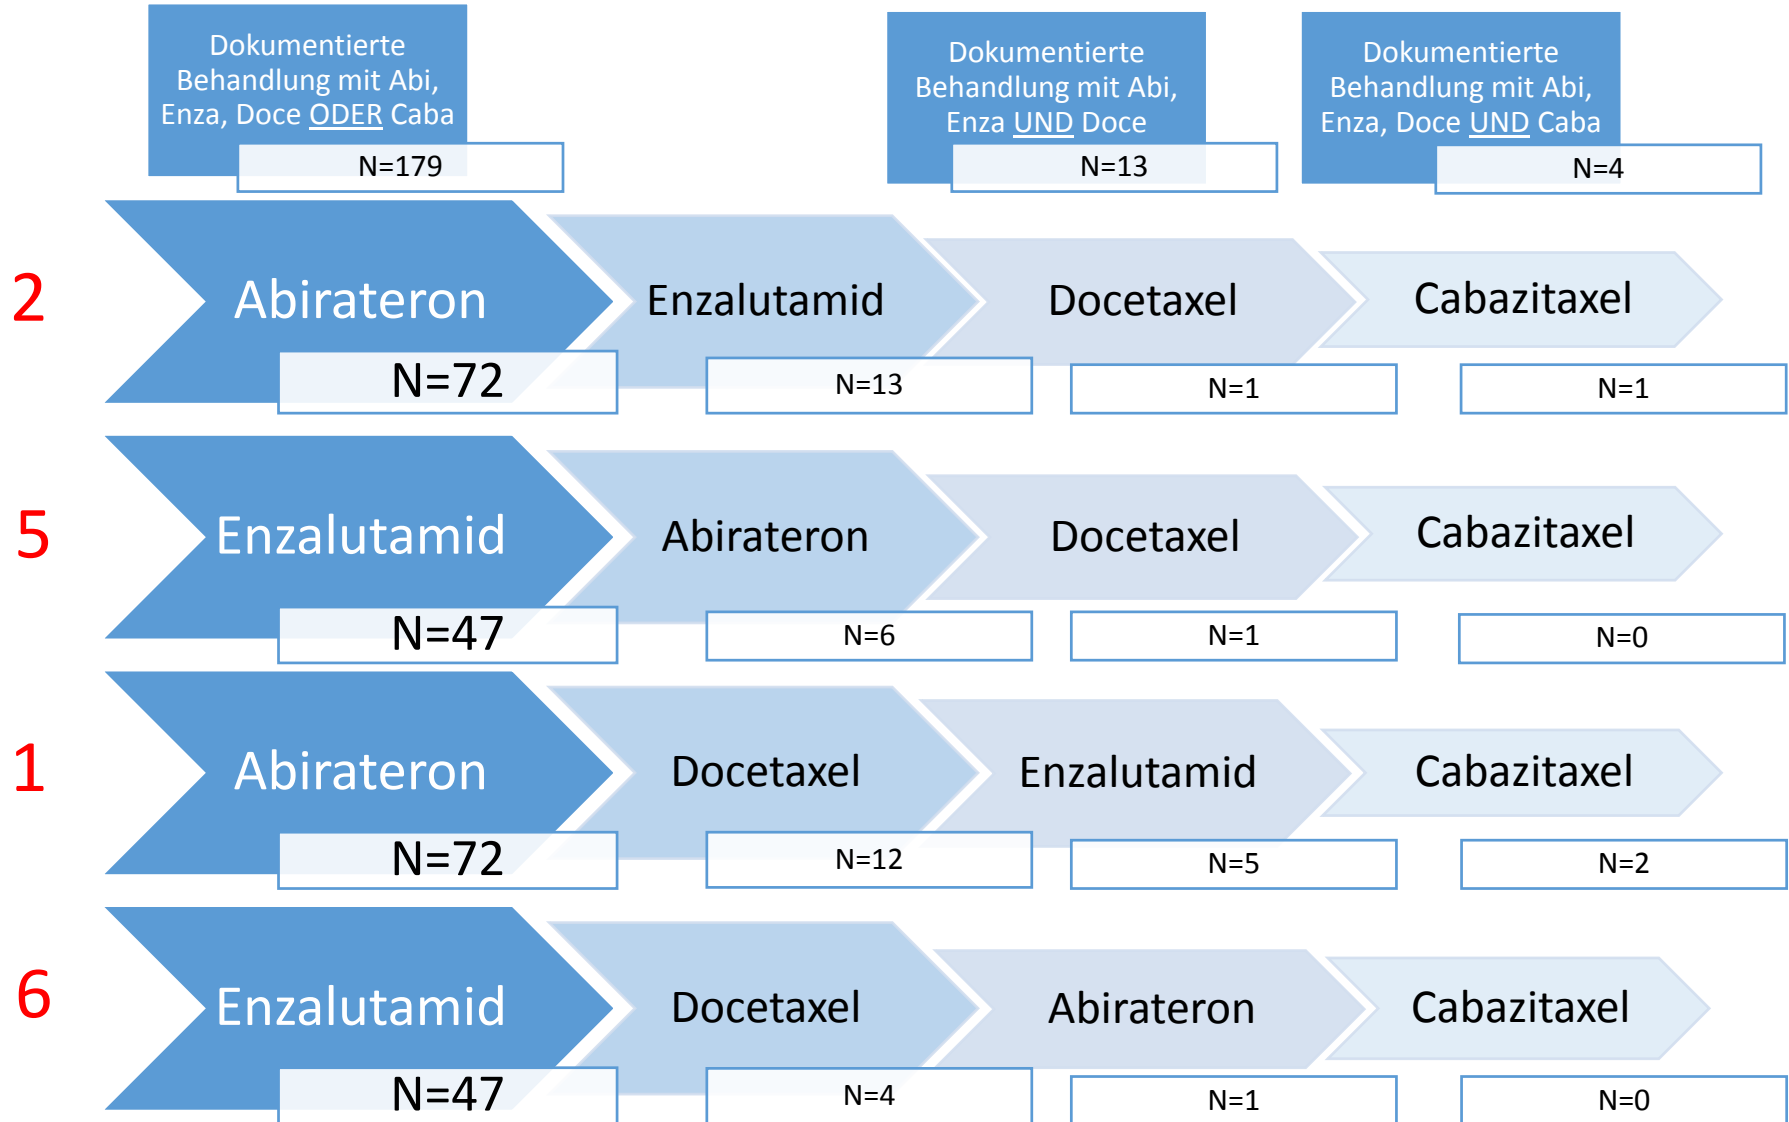 Dokumentierte
Behandlung mit Abi,
Enza, Doce ODER Caba
N=179
Dokumentierte
Behandlung mit Abi,
Enza UND Doce
N=13
Dokumentierte
Behandlung mit Abi,
Enza, Doce UND Caba
N=4
2
Abirateron
Enzalutamid
Docetaxel
Cabazitaxel
N=72
N=13
N=1
N=1
5
Enzalutamid
Abirateron
Docetaxel
Cabazitaxel
N=47
N=6
N=1
N=0
1
Abirateron
Docetaxel
Enzalutamid
Cabazitaxel
N=72
N=12
N=5
N=2
6
Enzalutamid
Docetaxel
Abirateron
Cabazitaxel
N=47
N=4
N=1
N=0